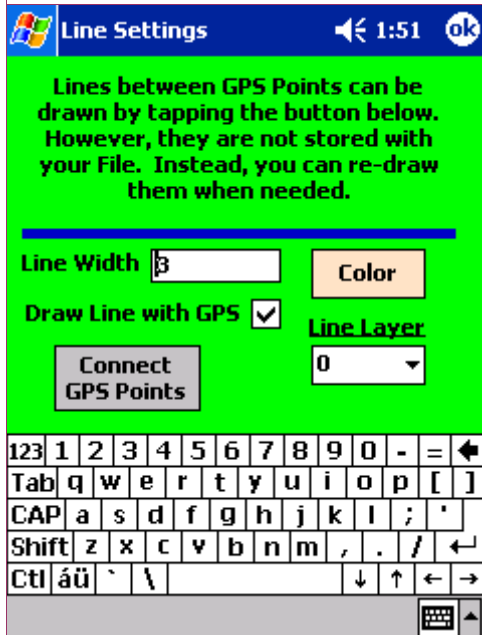 Line Settings 1:51 ok
Lines between GPS Points can be
drawn by tapping the button below.
However, they are not stored with
your File. Instead, you can re-draw
them when needed.
Line Width 3
Color
Draw Line with GPS
Line Layer
Connect
GPS Points
0
123 1 2 3 4 5 6 7 8 9 0 - =
Tab q w e r t y u i o p [ ]
CAP a s d f g h j k l ; '
Shift z x c v b n m , . /
Ctl áü ` \ ↓ ↑ ← →